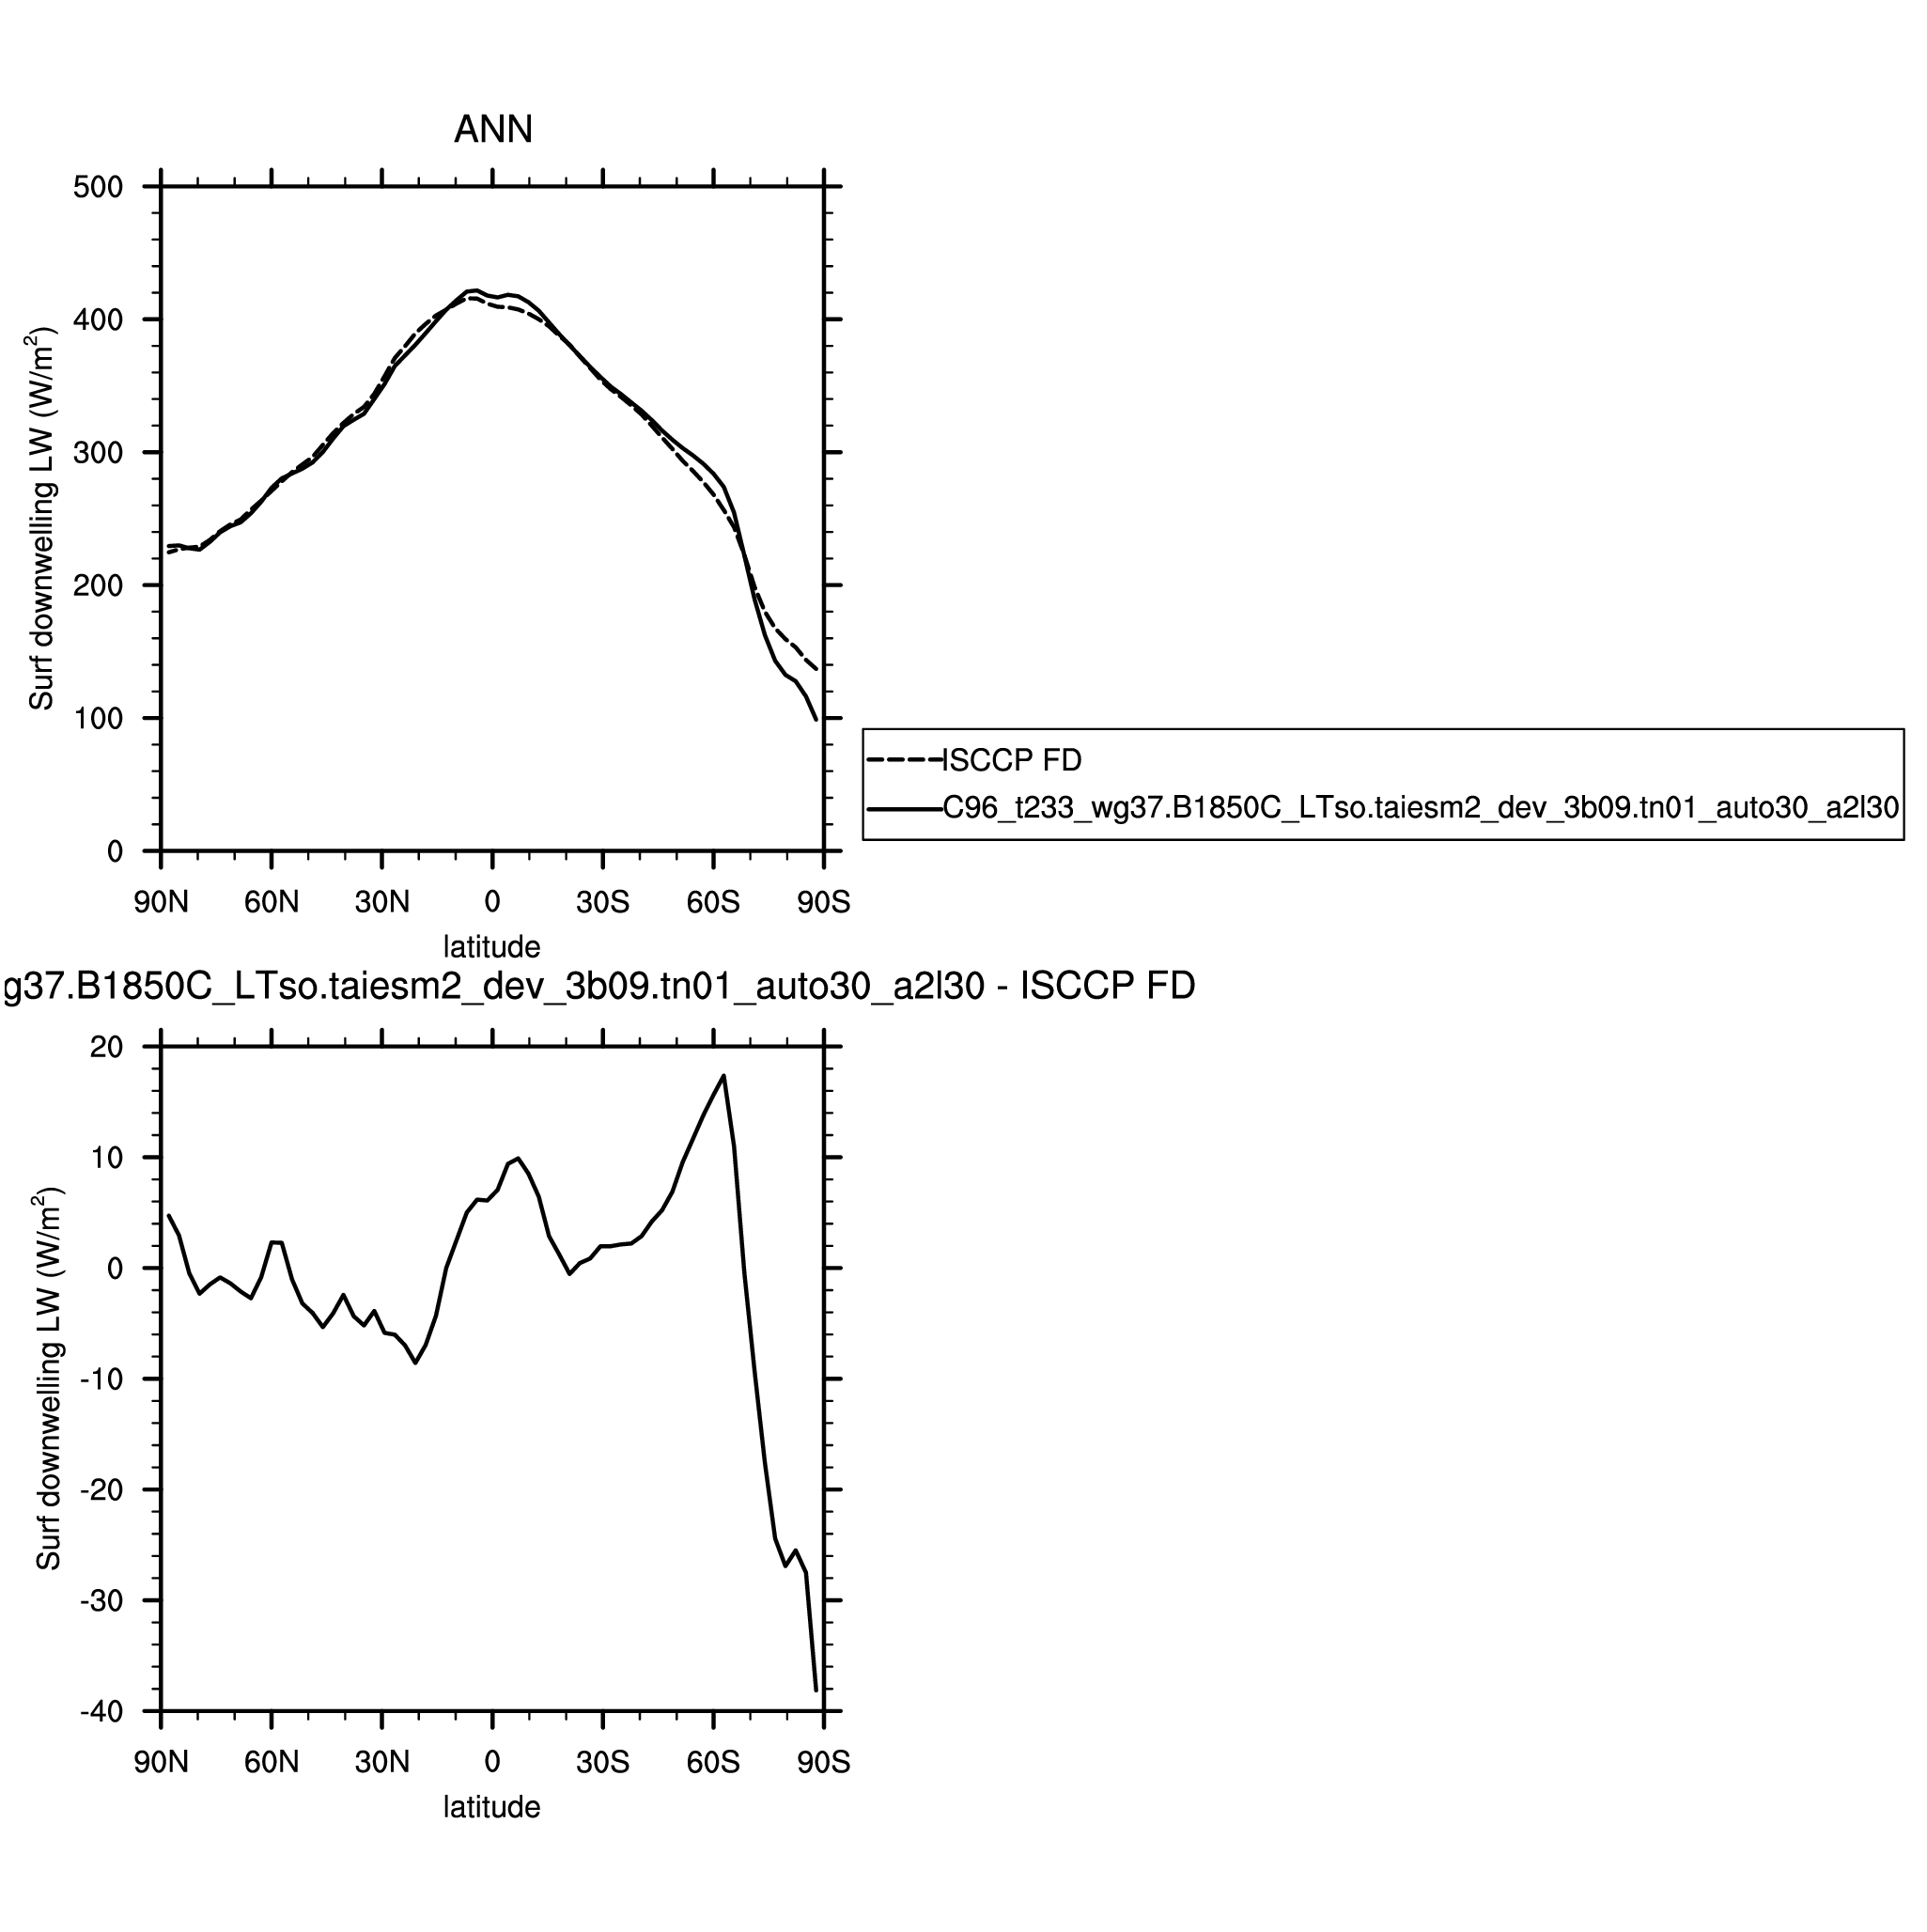 ANN
500
400
300
200
100
0
Surf downwelling LW (W/m2)
90N 60N 30N 0 30S 60S 90S
latitude
ISCCP FD
C96_t233_wg37.B1850C_LTso.taiesm2_dev_3b09.tn01_auto30_a2l30
g37.B1850C_LTso.taiesm2_dev_3b09.tn01_auto30_a2l30 - ISCCP FD
20
10
0
-10
-20
-30
-40
Surf downwelling LW (W/m2)
90N 60N 30N 0 30S 60S 90S
latitude